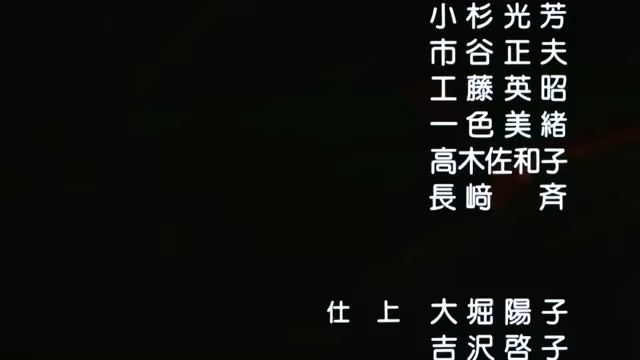 小杉光芳
市谷正夫
工藤英昭
一色美緒
高木佐和子
長﨑　斉
仕　上　大堀陽子
吉沢啓子